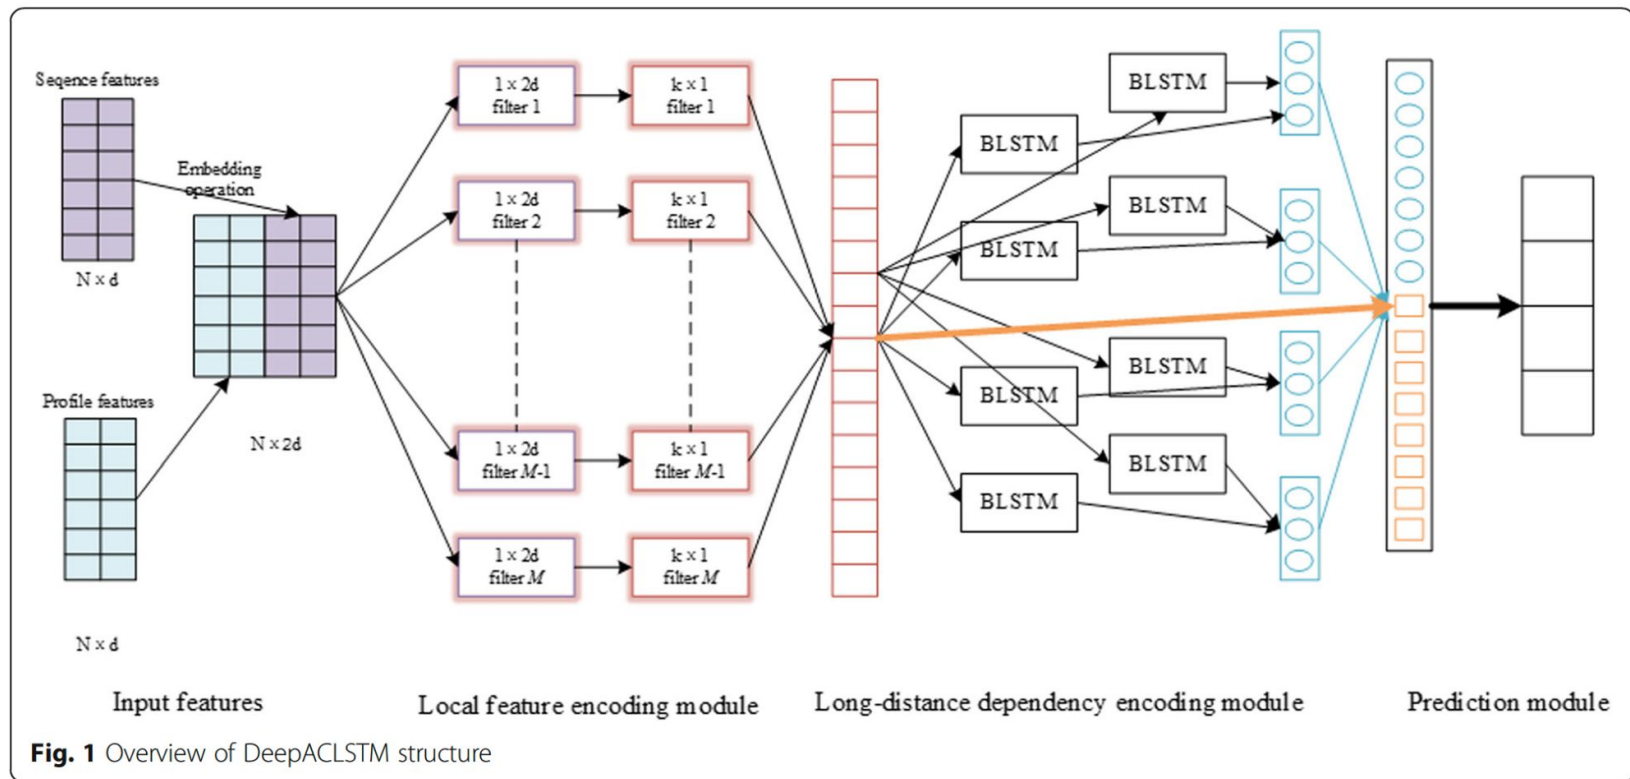 Seqence features
N x d
Embedding
operation
Profile features
N x d
N x 2d
1 x 2d
filter 1
k x 1
filter 1
1 x 2d
filter 2
k x 1
filter 2
1 x 2d
filter M-1
k x 1
filter M-1
1 x 2d
filter M
k x 1
filter M
BLSTM
BLSTM
BLSTM
BLSTM
BLSTM
BLSTM
BLSTM
BLSTM
Input features
Local feature encoding module
Long-distance dependency encoding module
Prediction module
Fig. 1 Overview of DeepACLSTM structure